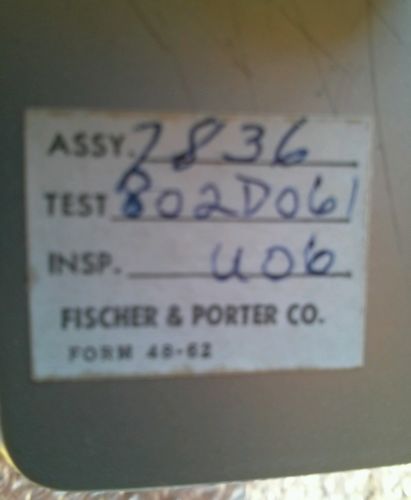 ASSY. 7836
TEST 802D061
INSP. U06
FISCHER & PORTER CO.
FORM 48-62